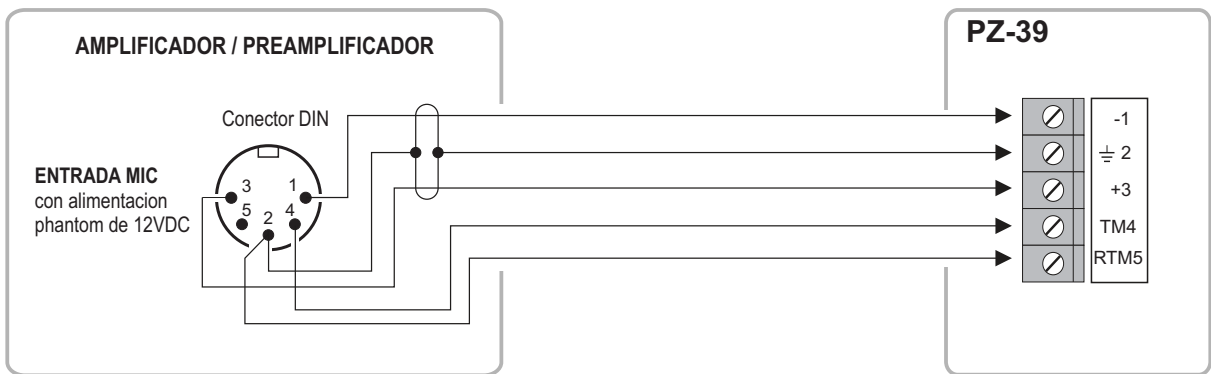 AMPLIFICADOR / PREAMPLIFICADOR
Conector DIN
ENTRADA MIC
con alimentacion
phantom de 12VDC
3
1
5
2
4
PZ-39
-1
⏚ 2
+3
TM4
RTM5